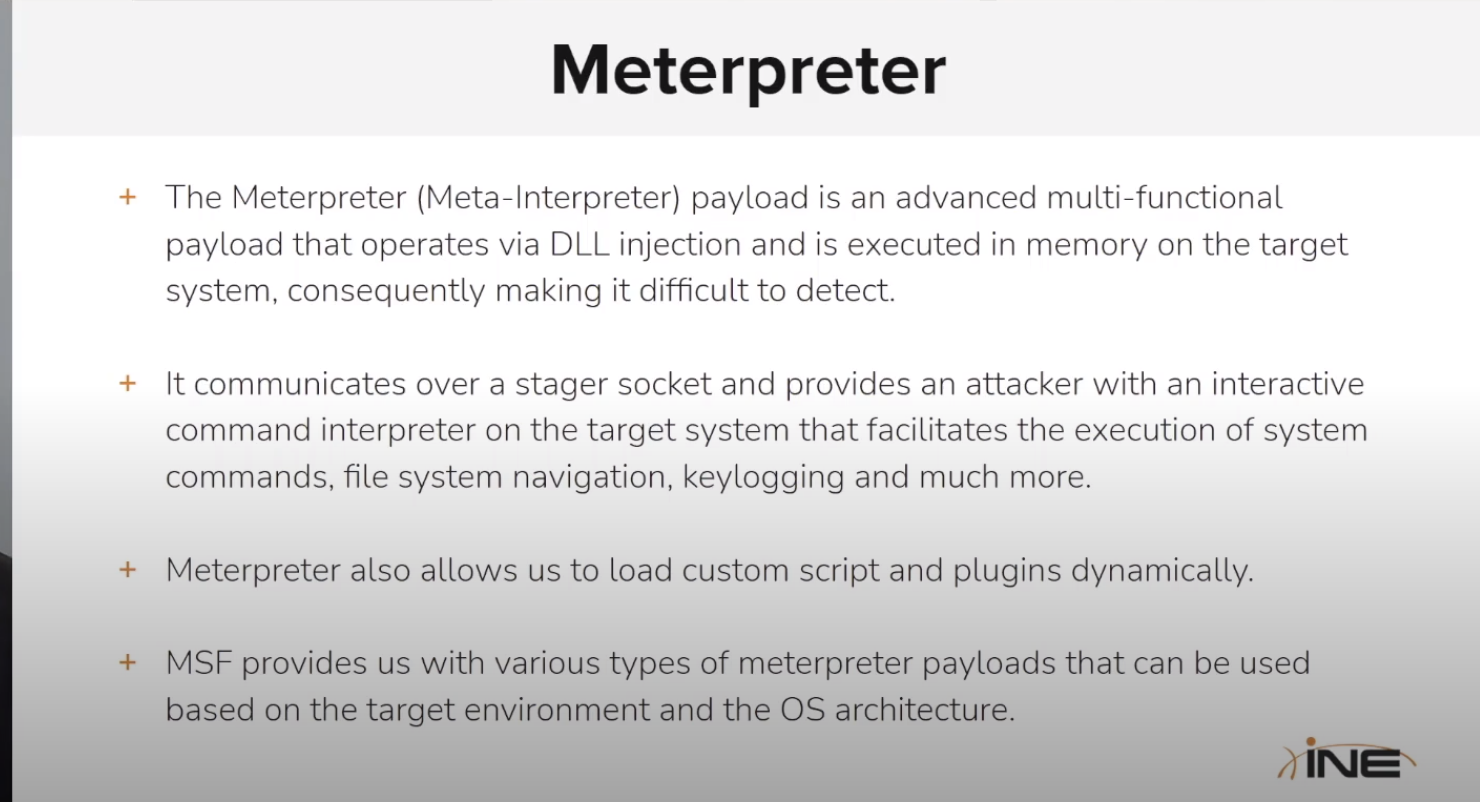 Meterpreter
+ The Meterpreter (Meta-Interpreter) payload is an advanced multi-functional
payload that operates via DLL injection and is executed in memory on the target
system, consequently making it difficult to detect.
+ It communicates over a stager socket and provides an attacker with an interactive
command interpreter on the target system that facilitates the execution of system
commands, file system navigation, keylogging and much more.
+ Meterpreter also allows us to load custom script and plugins dynamically.
+ MSF provides us with various types of meterpreter payloads that can be used
based on the target environment and the OS architecture.
iNE